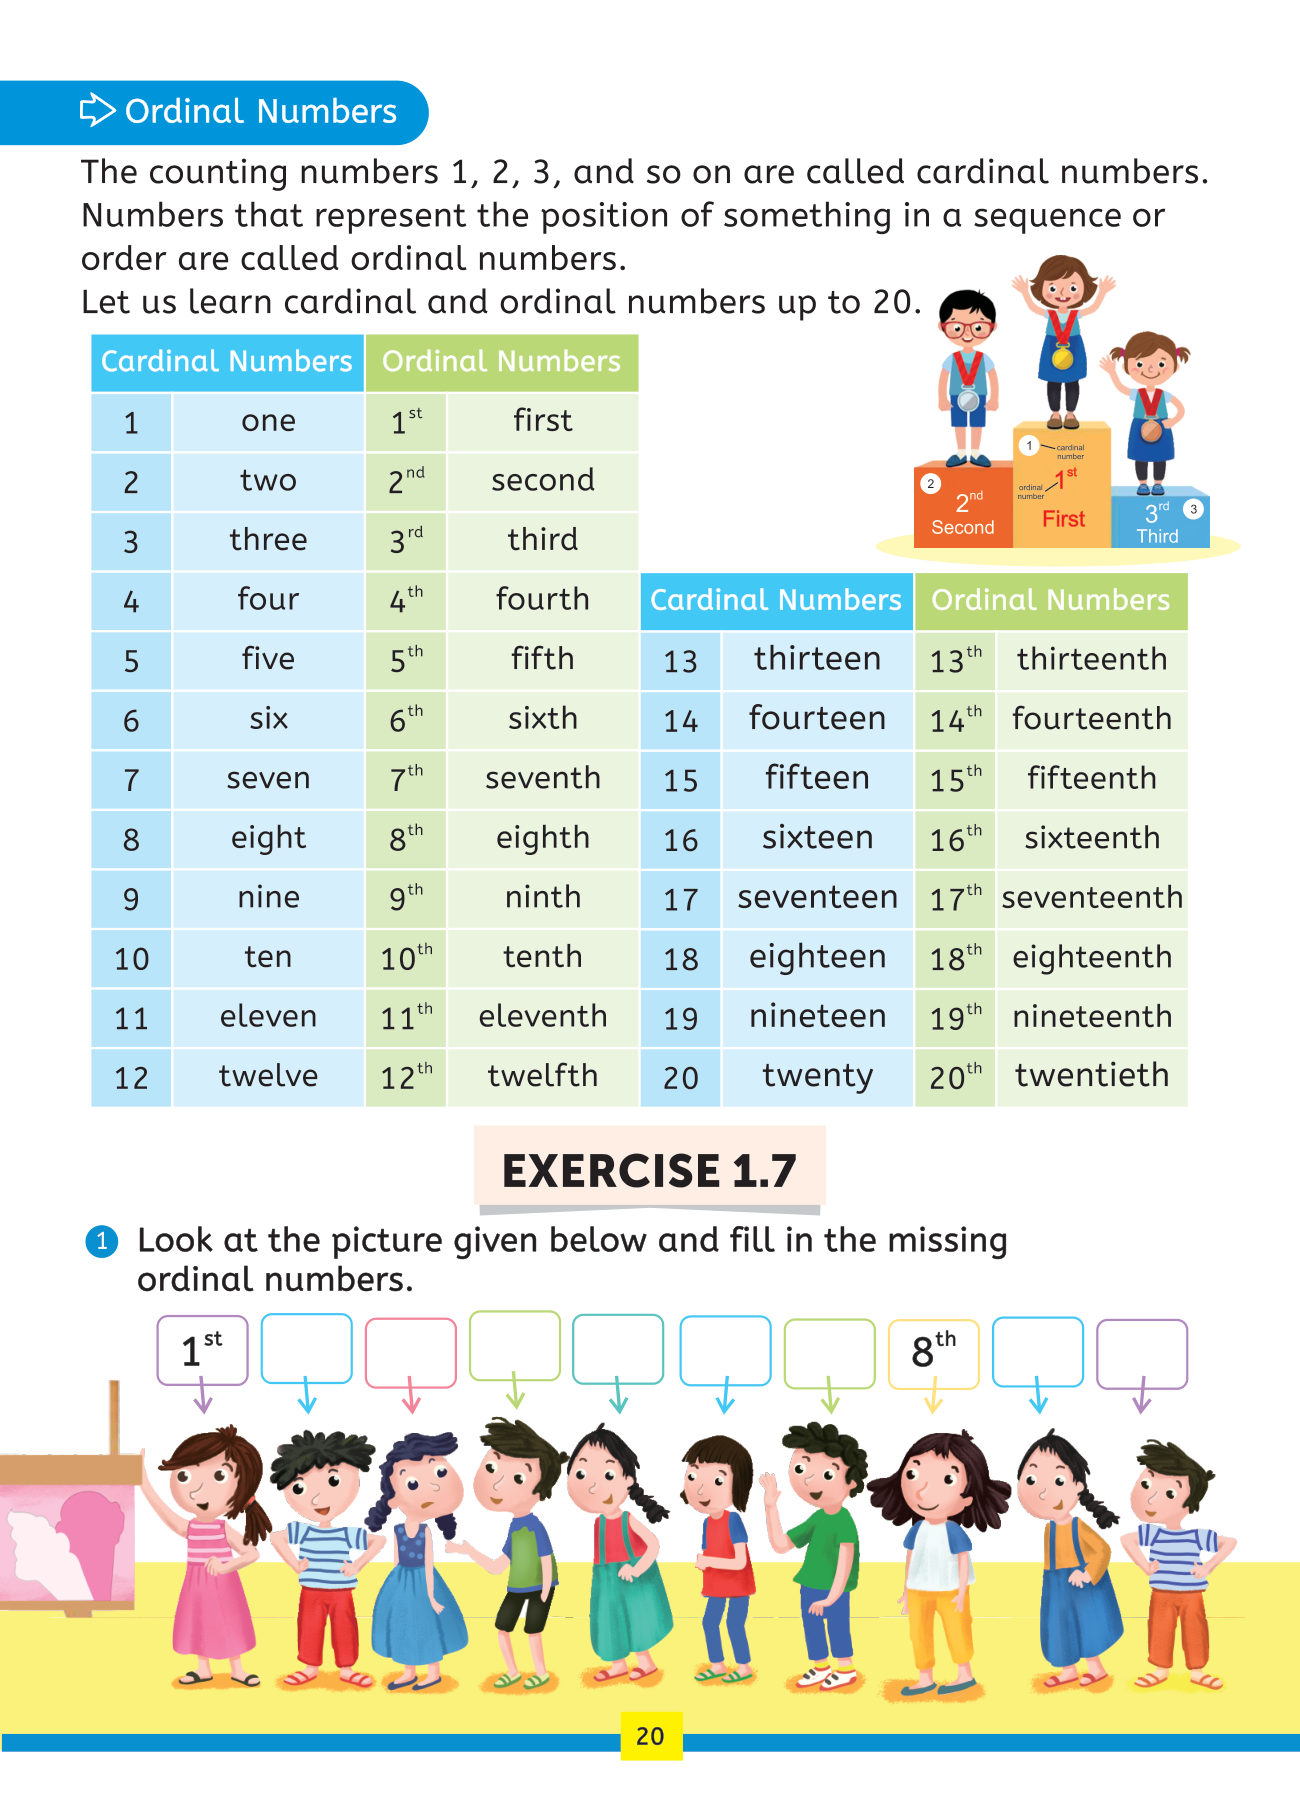 Ordinal Numbers
The counting numbers 1, 2, 3, and so on are called cardinal numbers.
Numbers that represent the position of something in a sequence or
order are called ordinal numbers.
Let us learn cardinal and ordinal numbers up to 20.
1 cardinal
number
1st
ordinal
number
First
2
2nd
Second
3rd 3
Third
Cardinal Numbers Ordinal Numbers
1 one 1st first
2 two 2nd second
3 three 3rd third
4 four 4th fourth
5 five 5th fifth
6 six 6th sixth
7 seven 7th seventh
8 eight 8th eighth
9 nine 9th ninth
10 ten 10th tenth
11 eleven 11th eleventh
12 twelve 12th twelfth
Cardinal Numbers Ordinal Numbers
13 thirteen 13th thirteenth
14 fourteen 14th fourteenth
15 fifteen 15th fifteenth
16 sixteen 16th sixteenth
17 seventeen 17th seventeenth
18 eighteen 18th eighteenth
19 nineteen 19th nineteenth
20 twenty 20th twentieth
EXERCISE 1.7
1 Look at the picture given below and fill in the missing
ordinal numbers.
1st 8th
20